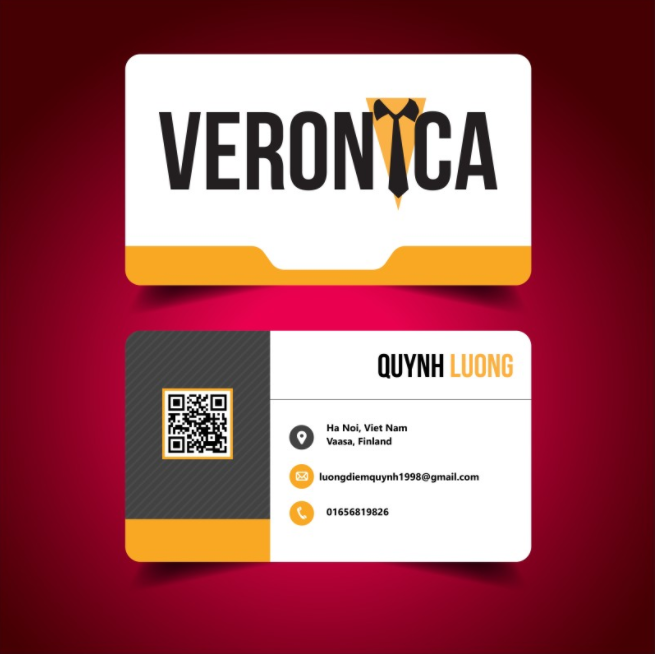 VERONICA
QUYNH LUONG
Ha Noi, Viet Nam
Vaasa, Finland
luongdiemquynh1998@gmail.com
01656819826